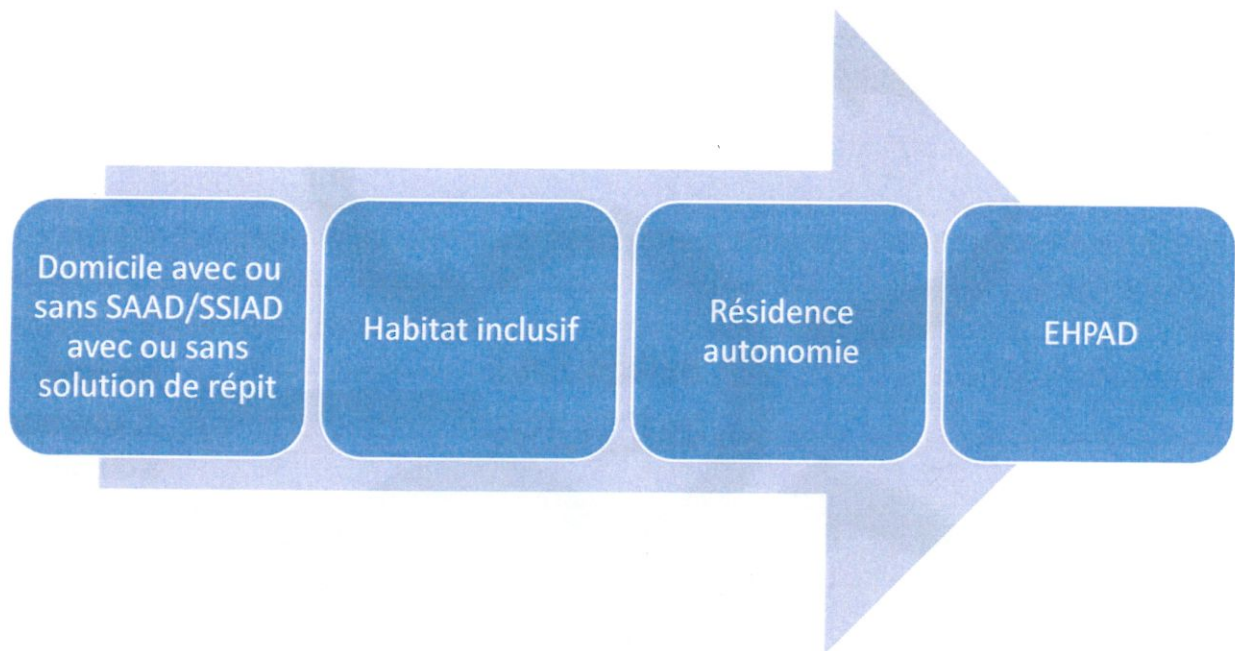 Domicile avec ou
sans SAAD/SSIAD
avec ou sans
solution de répit
Habitat inclusif
Résidence
autonomie
EHPAD